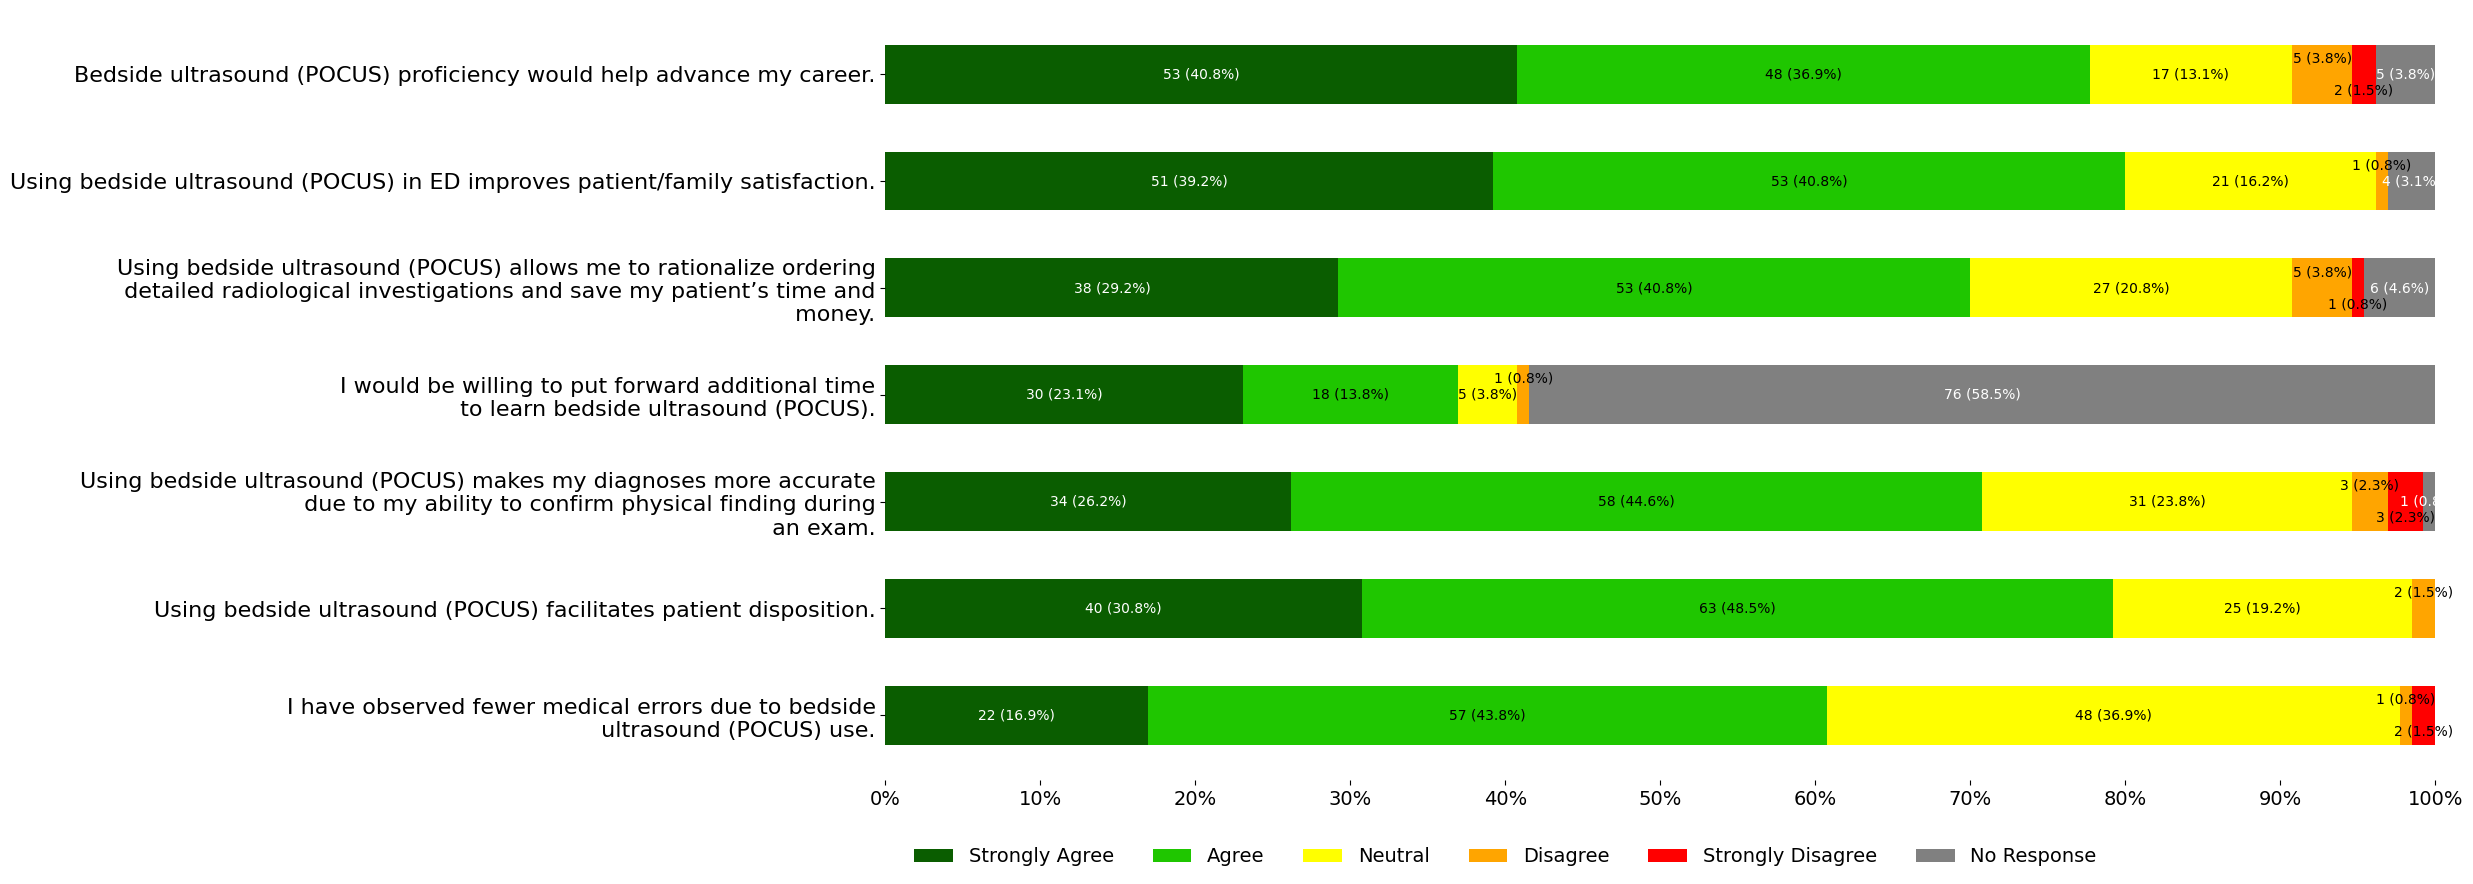 Bedside ultrasound (POCUS) proficiency would help advance my career.
53 (40.8%)
48 (36.9%)
17 (13.1%)
5 (3.8%)
2 (1.5%)
5 (3.8%)
Using bedside ultrasound (POCUS) in ED improves patient/family satisfaction.
51 (39.2%)
53 (40.8%)
21 (16.2%)
1 (0.8%)
4 (3.1%
Using bedside ultrasound (POCUS) allows me to rationalize ordering
detailed radiological investigations and save my patient’s time and
money.
38 (29.2%)
53 (40.8%)
27 (20.8%)
5 (3.8%)
1 (0.8%)
6 (4.6%)
I would be willing to put forward additional time
to learn bedside ultrasound (POCUS).
30 (23.1%)
18 (13.8%)
5 (3.8%)
1 (0.8%)
76 (58.5%)
Using bedside ultrasound (POCUS) makes my diagnoses more accurate
due to my ability to confirm physical finding during
an exam.
34 (26.2%)
58 (44.6%)
31 (23.8%)
3 (2.3%)
3 (2.3%)
1 (0.8
Using bedside ultrasound (POCUS) facilitates patient disposition.
40 (30.8%)
63 (48.5%)
25 (19.2%)
2 (1.5%)
I have observed fewer medical errors due to bedside
ultrasound (POCUS) use.
22 (16.9%)
57 (43.8%)
48 (36.9%)
1 (0.8%)
2 (1.5%)
0% 10% 20% 30% 40% 50% 60% 70% 80% 90% 100%
Strongly Agree Agree Neutral Disagree Strongly Disagree No Response